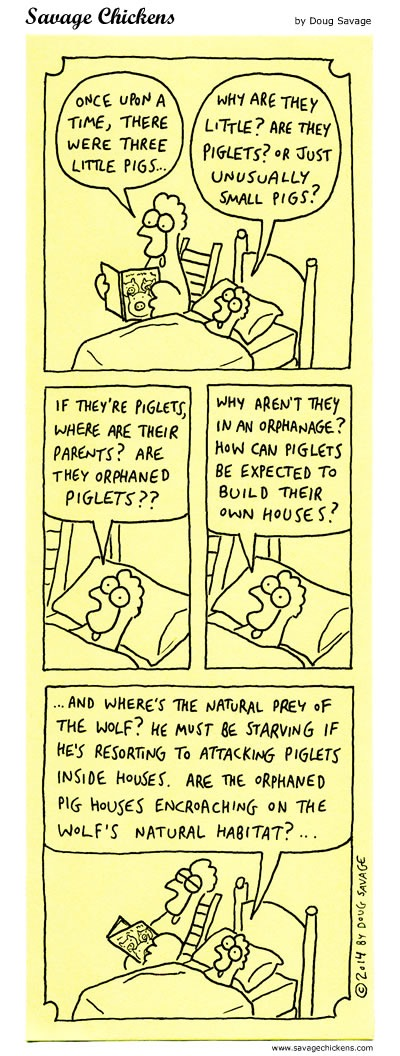 Savage Chickens
by Doug Savage
ONCE UPON A
TIME, THERE
WERE THREE
LITTLE PIGS...
WHY ARE THEY
LITTLE? ARE THEY
PIGLETS? OR JUST
UNUSUALLY
SMALL PIGS?
IF THEY'RE PIGLETS,
WHERE ARE THEIR
PARENTS? ARE
THEY ORPHANED
PIGLETS??
WHY AREN'T THEY
IN AN ORPHANAGE?
HOW CAN PIGLETS
BE EXPECTED TO
BUILD THEIR
OWN HOUSES?
...AND WHERE'S THE NATURAL PREY OF
THE WOLF? HE MUST BE STARVING IF
HE'S RESORTING TO ATTACKING PIGLETS
INSIDE HOUSES. ARE THE ORPHANED
PIG HOUSES ENCROACHING ON THE
WOLF'S NATURAL HABITAT?...
©2014 BY DOUG SAVAGE
www.savagechickens.com